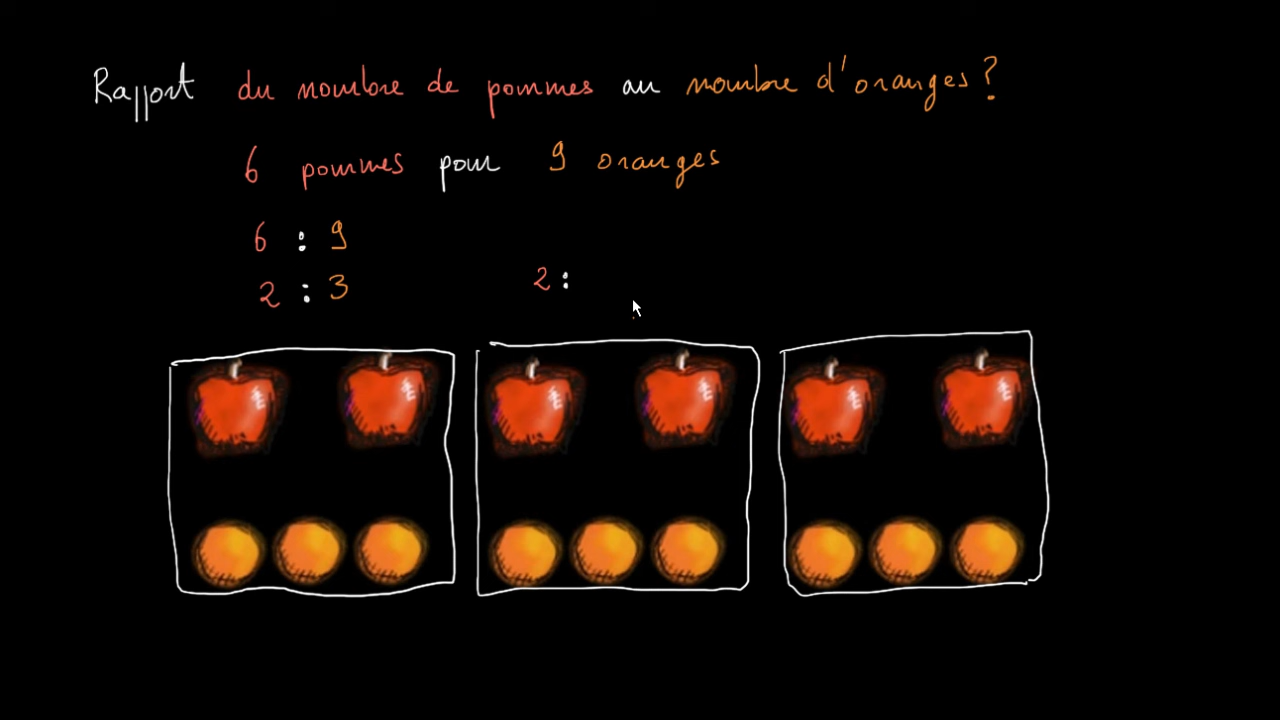 Rapport du nombre de pommes au nombre d'oranges ?
6 pommes pour 9 oranges
6 : 9
2 : 3
2 :